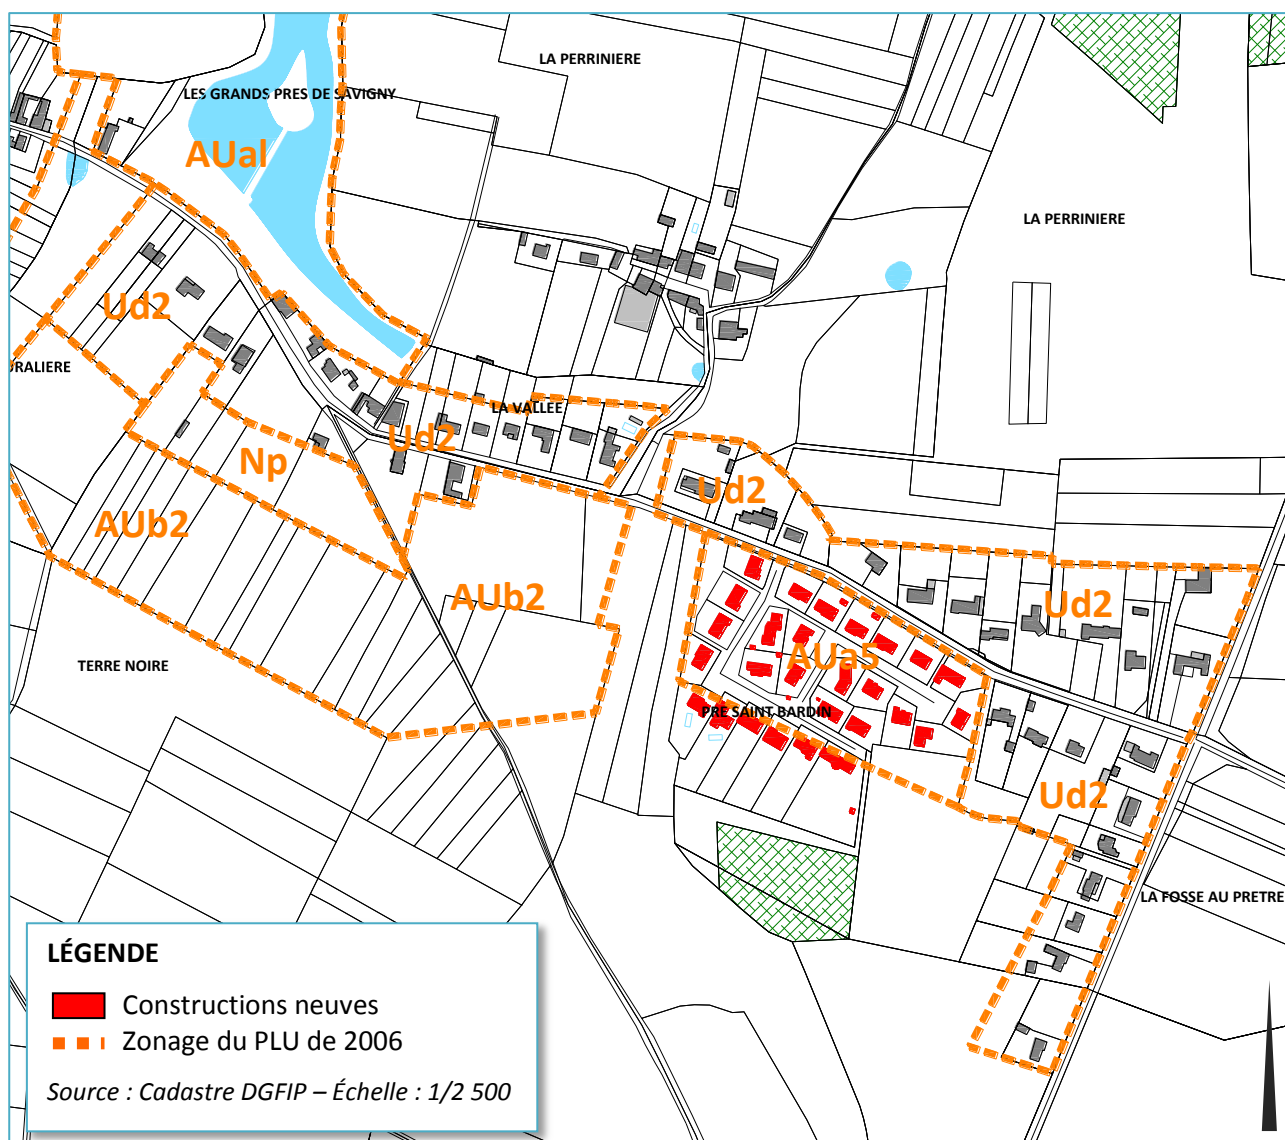 LA PERRINIERE
LES GRANDS PRES DE SAVIGNY
AUal
LA PERRINIERE
Ud2
URALIERE
LA VALLEE
Ud2
Np
Ud2
AUb2
AUb2
Ud2
AUa5
TERRE NOIRE
PRE SAINT BARDIN
Ud2
LA FOSSE AU PRETRE
LÉGENDE
Constructions neuves
Zonage du PLU de 2006
Source : Cadastre DGFIP – Échelle : 1/2 500